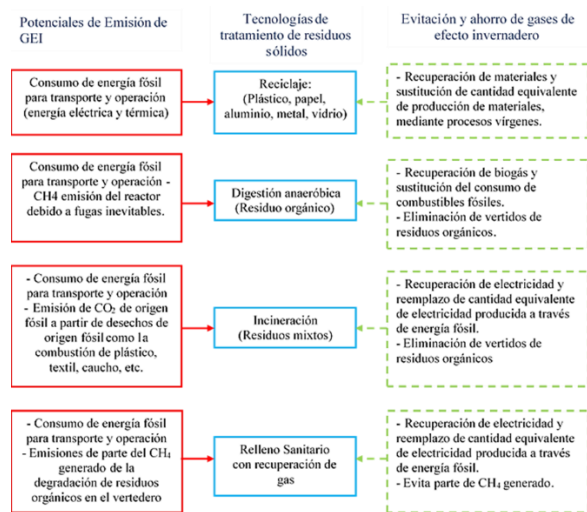 Potenciales de Emisión de
GEI
Tecnologías de
tratamiento de residuos
sólidos
Evitación y ahorro de gases de
efecto invernadero
Consumo de energía fósil
para transporte y operación
(energía eléctrica y térmica)
Reciclaje:
(Plástico, papel,
aluminio, metal, vidrio)
- Recuperación de materiales y
sustitución de cantidad equivalente
de producción de materiales,
mediante procesos vírgenes.
Consumo de energía fósil
para transporte y operación -
CH4 emisión del reactor
debido a fugas inevitables.
Digestión anaeróbica
(Residuo orgánico)
- Recuperación de biogás y
sustitución del consumo de
combustibles fósiles.
- Eliminación de vertidos de
residuos orgánicos.
- Consumo de energía fósil
para transporte y operación
- Emisión de CO₂ de origen
fósil a partir de desechos de
origen fósil como la
combustión de plástico,
textil, caucho, etc.
Incineración
(Residuos mixtos)
- Recuperación de electricidad y
reemplazo de cantidad equivalente
de electricidad producida a través
de energía fósil.
- Eliminación de vertidos de
residuos orgánicos
- Consumo de energía fósil
para transporte y operación
- Emisiones de parte del CH₄
generado de la
degradación de residuos
orgánicos en el vertedero
Relleno Sanitario
con recuperación de
gas
- Recuperación de electricidad y
reemplazo de cantidad equivalente
de electricidad producida a través
de energía fósil.
- Evita parte de CH₄ generado.